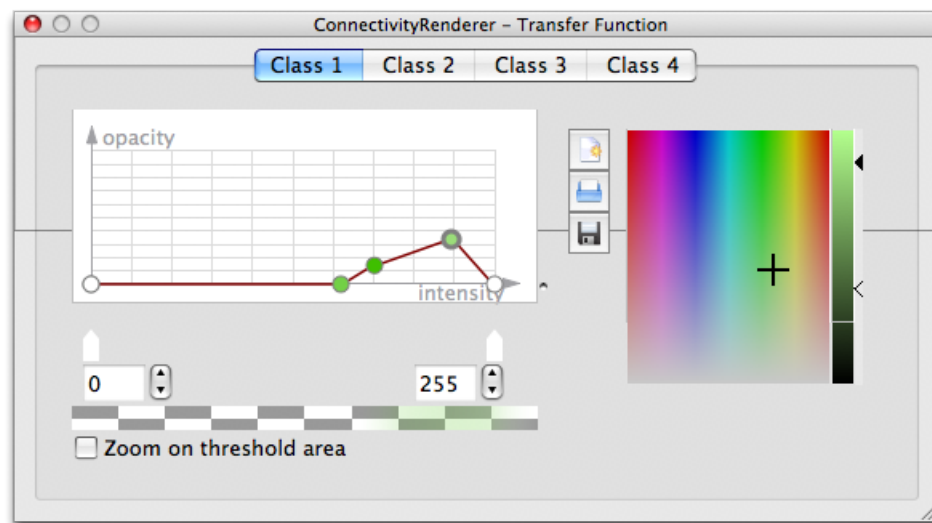 ConnectivityRenderer – Transfer Function
Class 1 Class 2 Class 3 Class 4
opacity
intensity
0 255
Zoom on threshold area